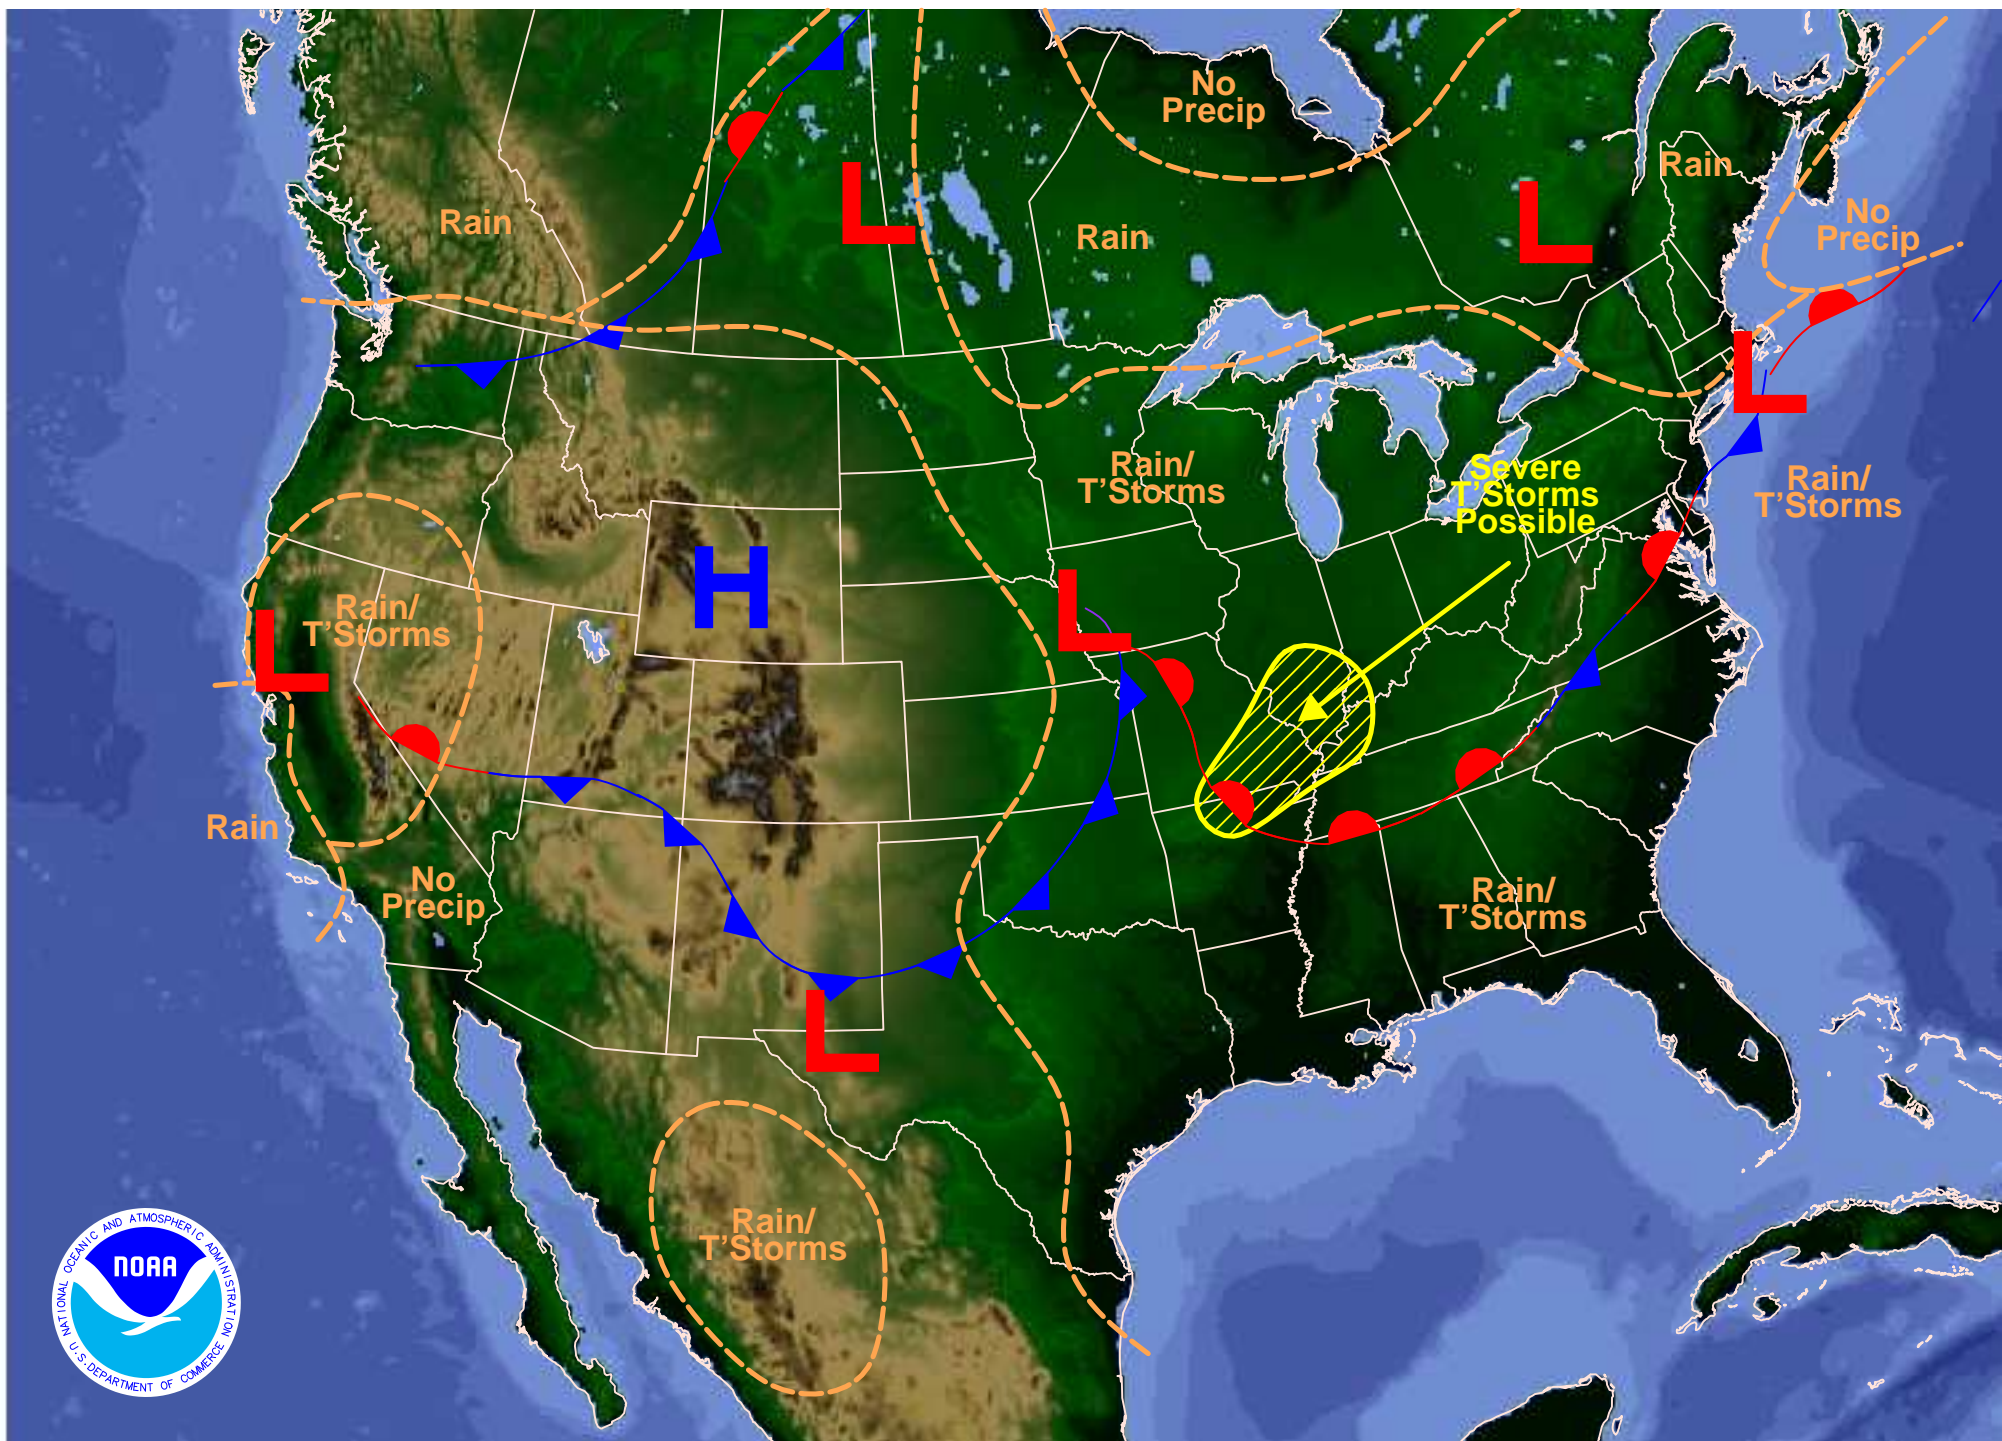 No
Precip
Rain
Rain
Rain
No
Precip
Rain/
T'Storms
Severe
T'Storms
Possible
Rain/
T'Storms
Rain/
T'Storms
H
L
L
L
L
L
L
Rain
No
Precip
Rain/
T'Storms
Rain/
T'Storms
NATIONAL OCEANIC AND ATMOSPHERIC ADMINISTRATION
NOAA
U.S. DEPARTMENT OF COMMERCE